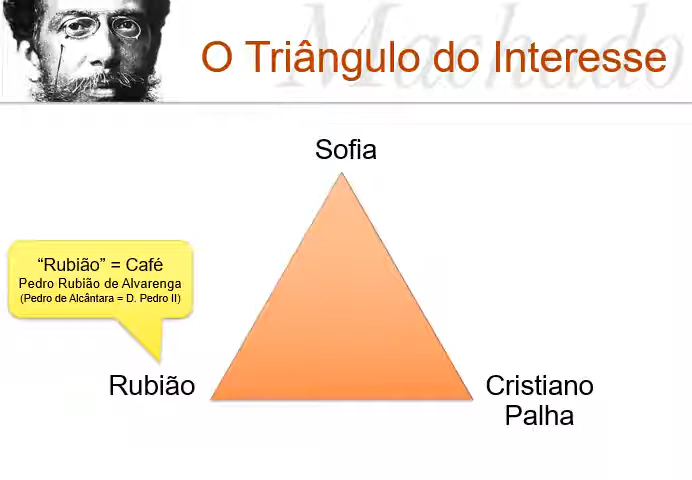 Machado
O Triângulo do Interesse
Sofia
“Rubião” = Café
Pedro Rubião de Alvarenga
(Pedro de Alcântara = D. Pedro II)
Rubião
Cristiano
Palha